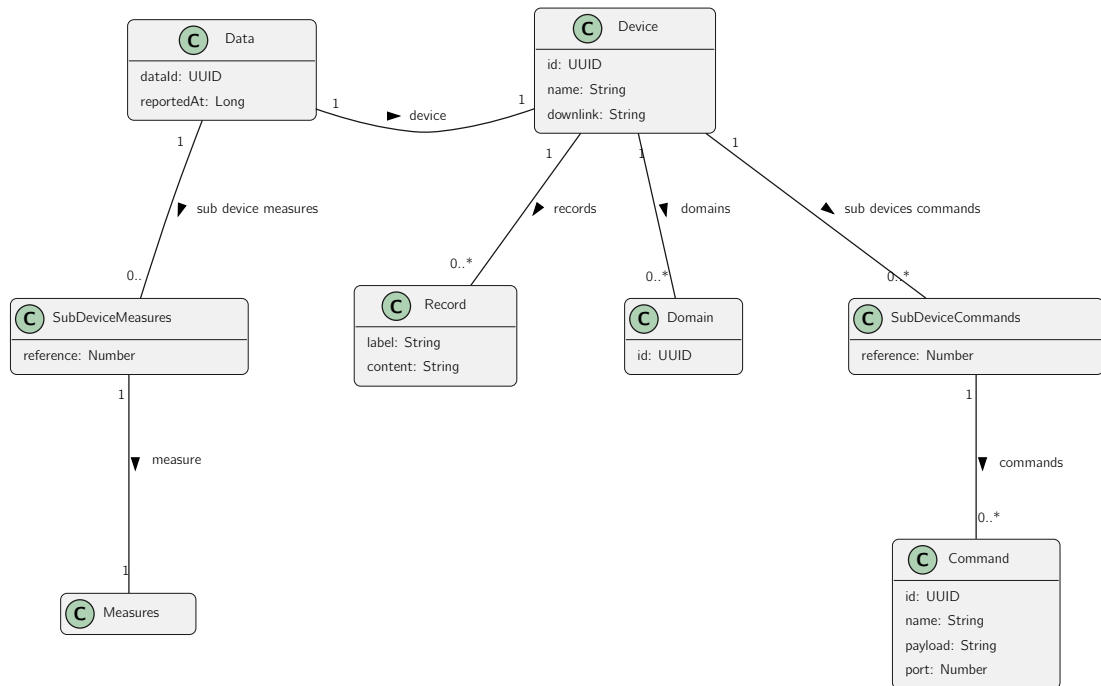 C Data
dataId: UUID
reportedAt: Long
C Device
id: UUID
name: String
downlink: String
1
device
1
1
sub device measures
0..
1
records
0..*
1
domains
0..*
1
sub devices commands
0..*
C SubDeviceMeasures
reference: Number
C Record
label: String
content: String
C Domain
id: UUID
C SubDeviceCommands
reference: Number
1
measure
1
1
commands
0..*
C Measures
C Command
id: UUID
name: String
payload: String
port: Number